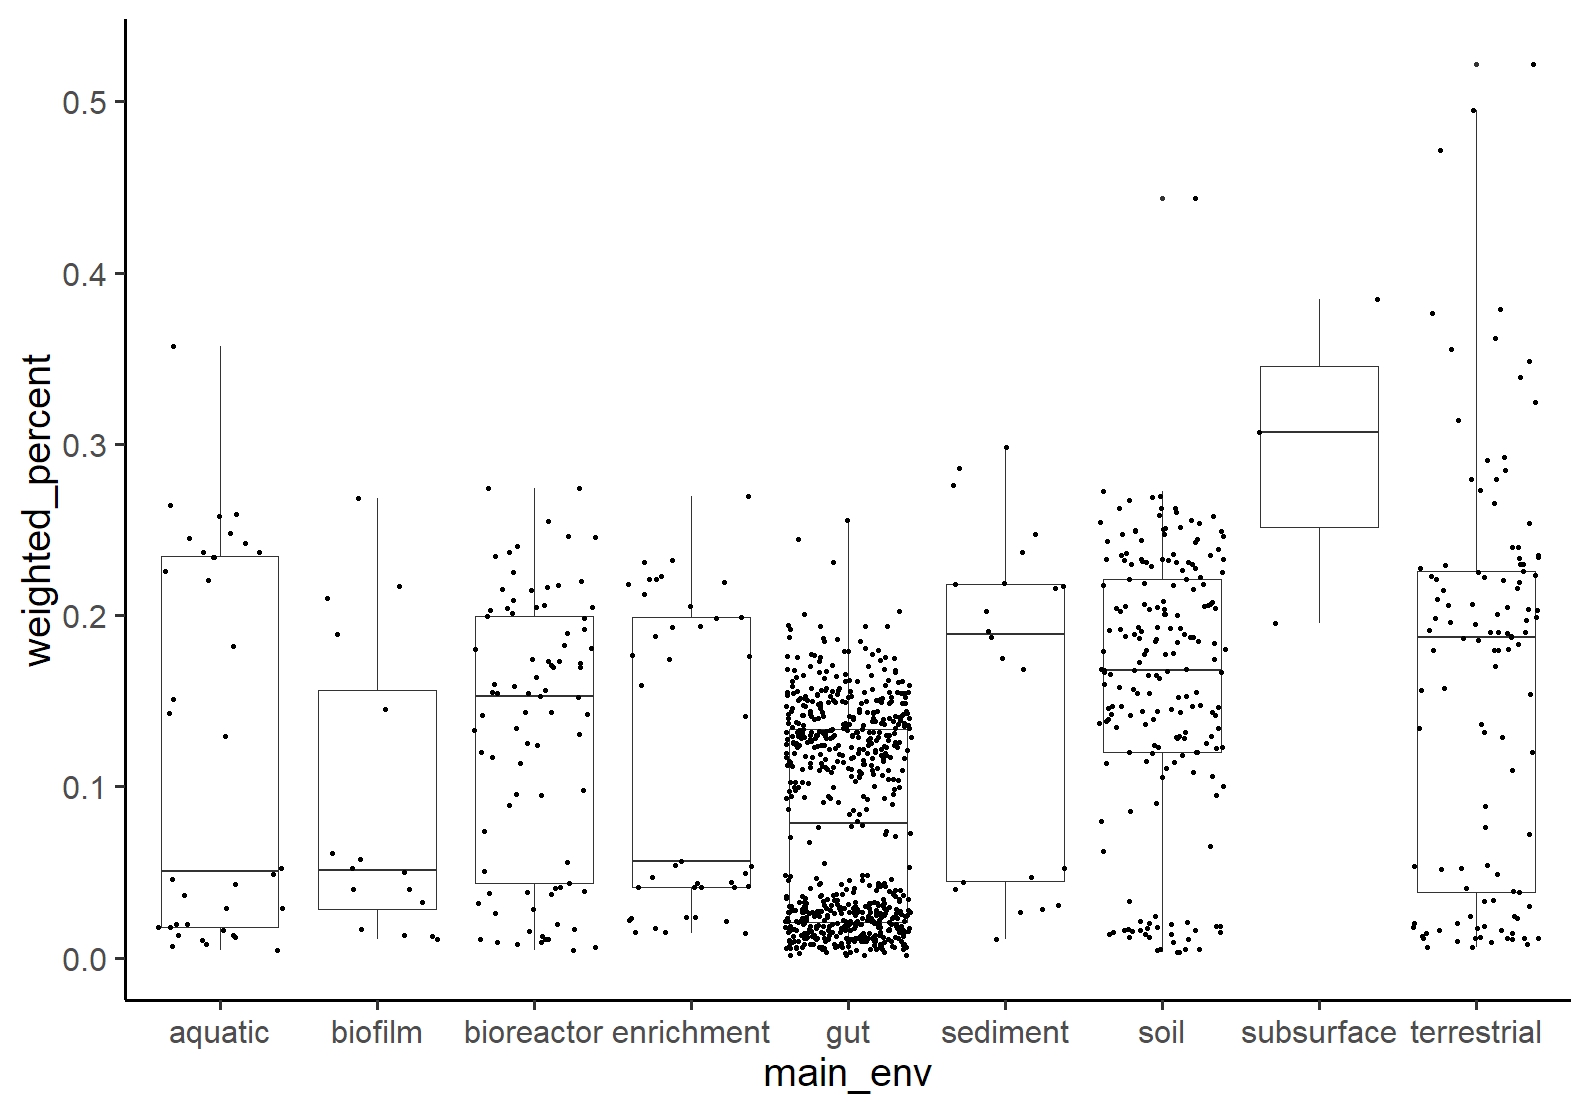 weighted_percent
0.5
0.4
0.3
0.2
0.1
0.0
aquatic biofilm bioreactor enrichment gut sediment soil subsurface terrestrial
main_env